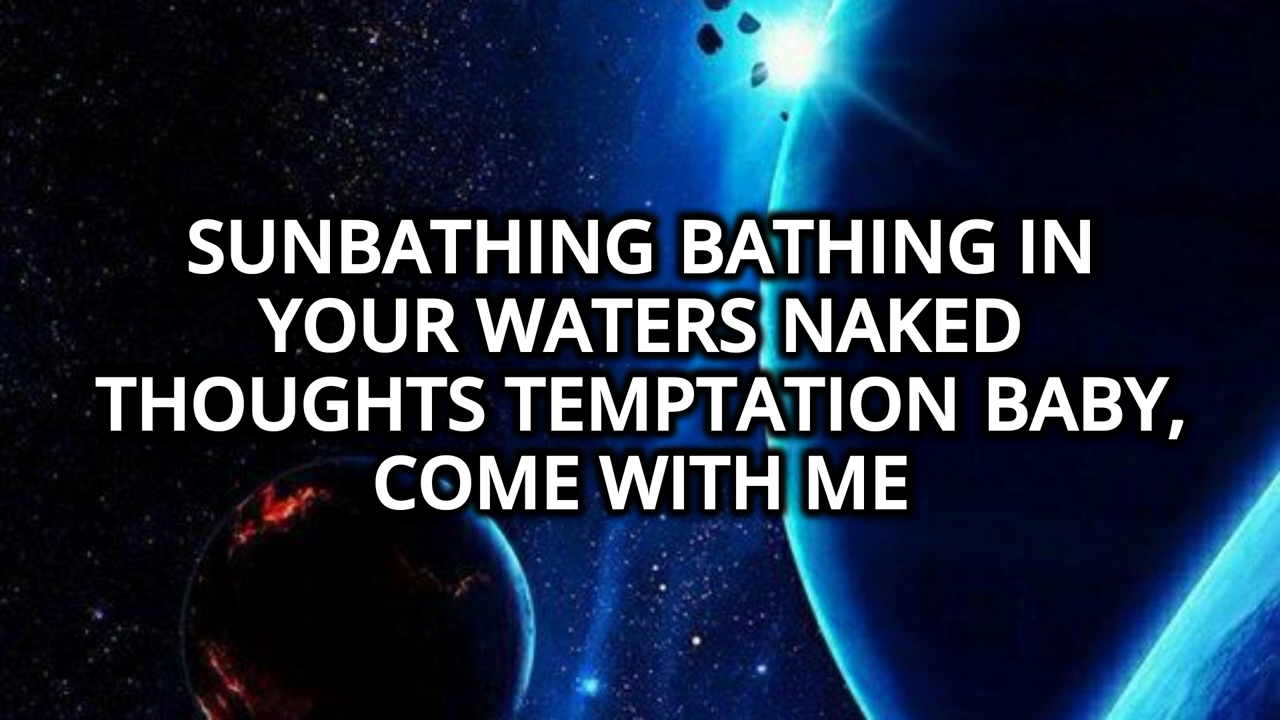 SUNBATHING BATHING IN
YOUR WATERS NAKED
THOUGHTS TEMPTATION BABY,
COME WITH ME